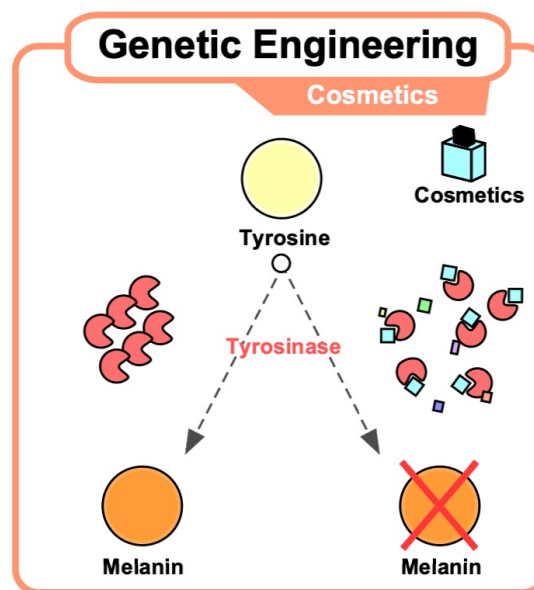 Genetic Engineering
Cosmetics
Cosmetics
Tyrosine
Tyrosinase
Melanin
Melanin